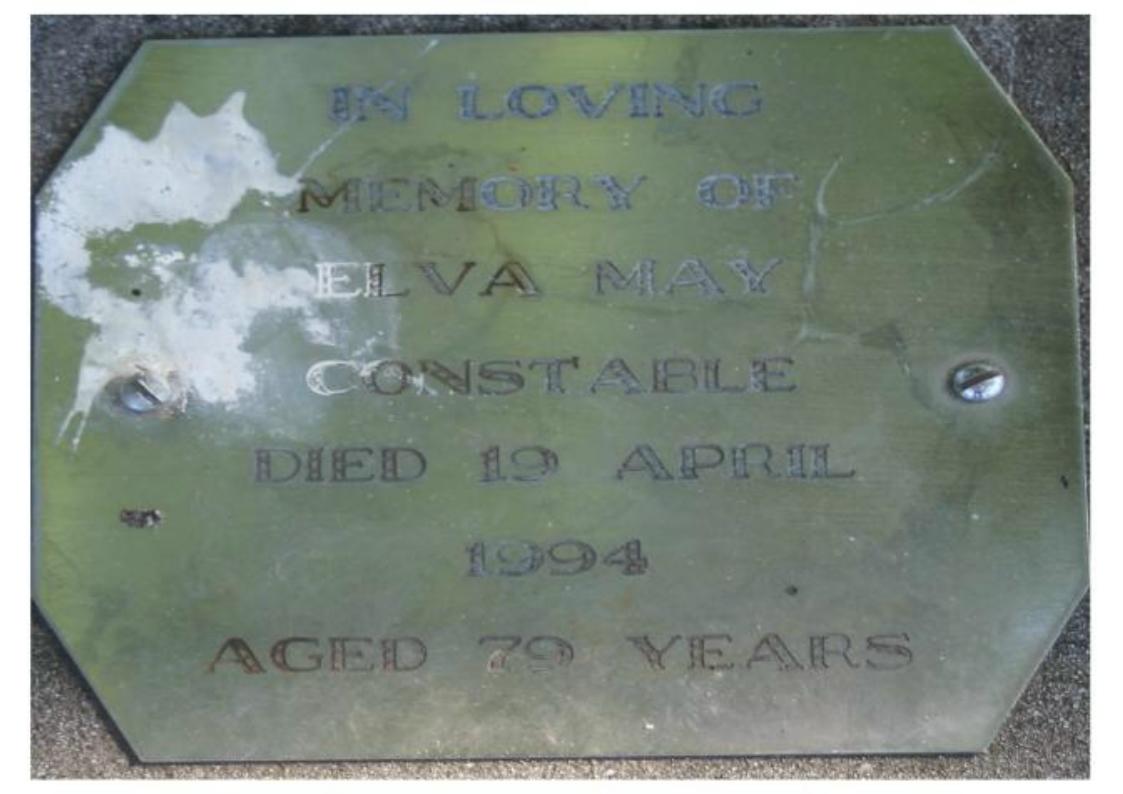 IN LOVING
MEMORY OF
ELVA MAY
CONSTABLE
DIED 19 APRIL
1994
AGED 79 YEARS